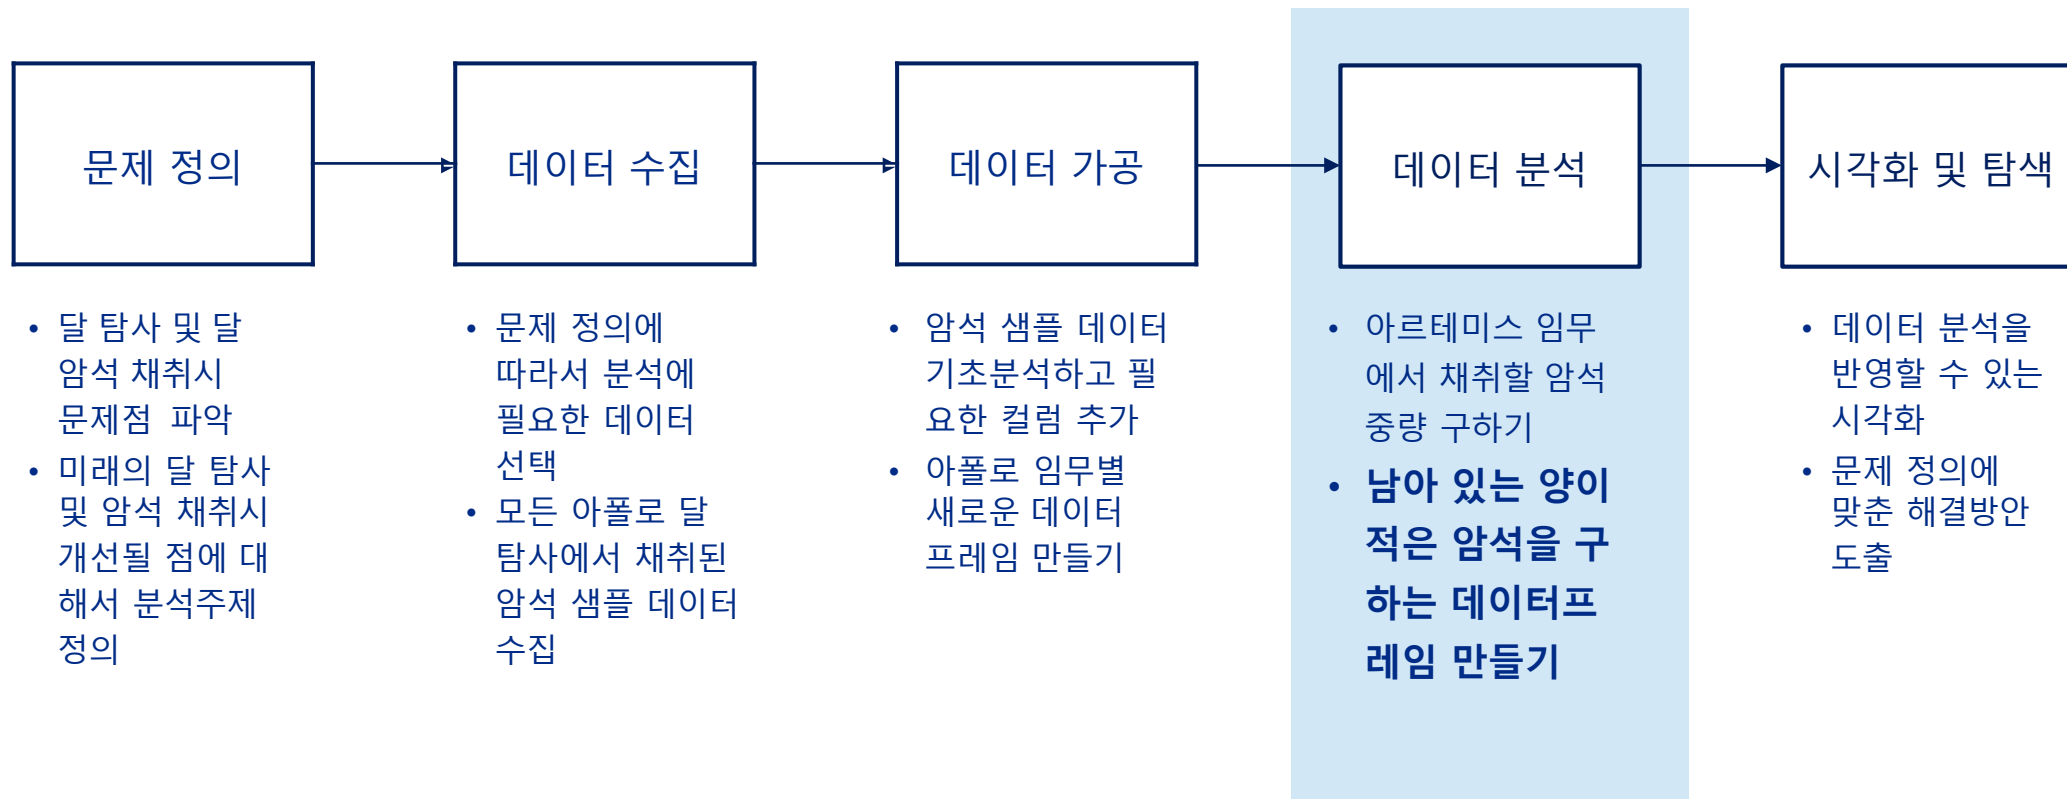 문제 정의
데이터 수집
데이터 가공
데이터 분석
시각화 및 탐색
• 달 탐사 및 달
암석 채취시
문제점 파악
• 미래의 달 탐사
및 암석 채취시
개선될 점에 대
해서 분석주제
정의
• 문제 정의에
따라서 분석에
필요한 데이터
선택
• 모든 아폴로 달
탐사에서 채취된
암석 샘플 데이터
수집
• 암석 샘플 데이터
기초분석하고 필
요한 컬럼 추가
• 아폴로 임무별
새로운 데이터
프레임 만들기
• 아르테미스 임무
에서 채취할 암석
중량 구하기
• 남아 있는 양이
적은 암석을 구
하는 데이터프
레임 만들기
• 데이터 분석을
반영할 수 있는
시각화
• 문제 정의에
맞춘 해결방안
도출